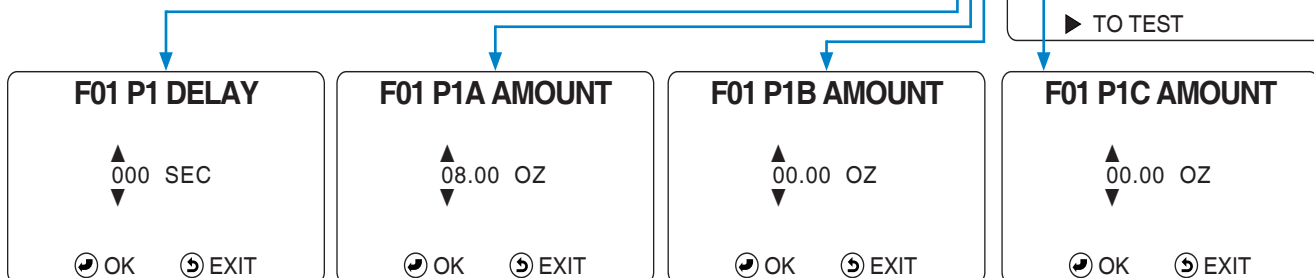 ▶ TO TEST
F01 P1 DELAY
000 SEC
OK EXIT
F01 P1A AMOUNT
08.00 OZ
OK EXIT
F01 P1B AMOUNT
00.00 OZ
OK EXIT
F01 P1C AMOUNT
00.00 OZ
OK EXIT